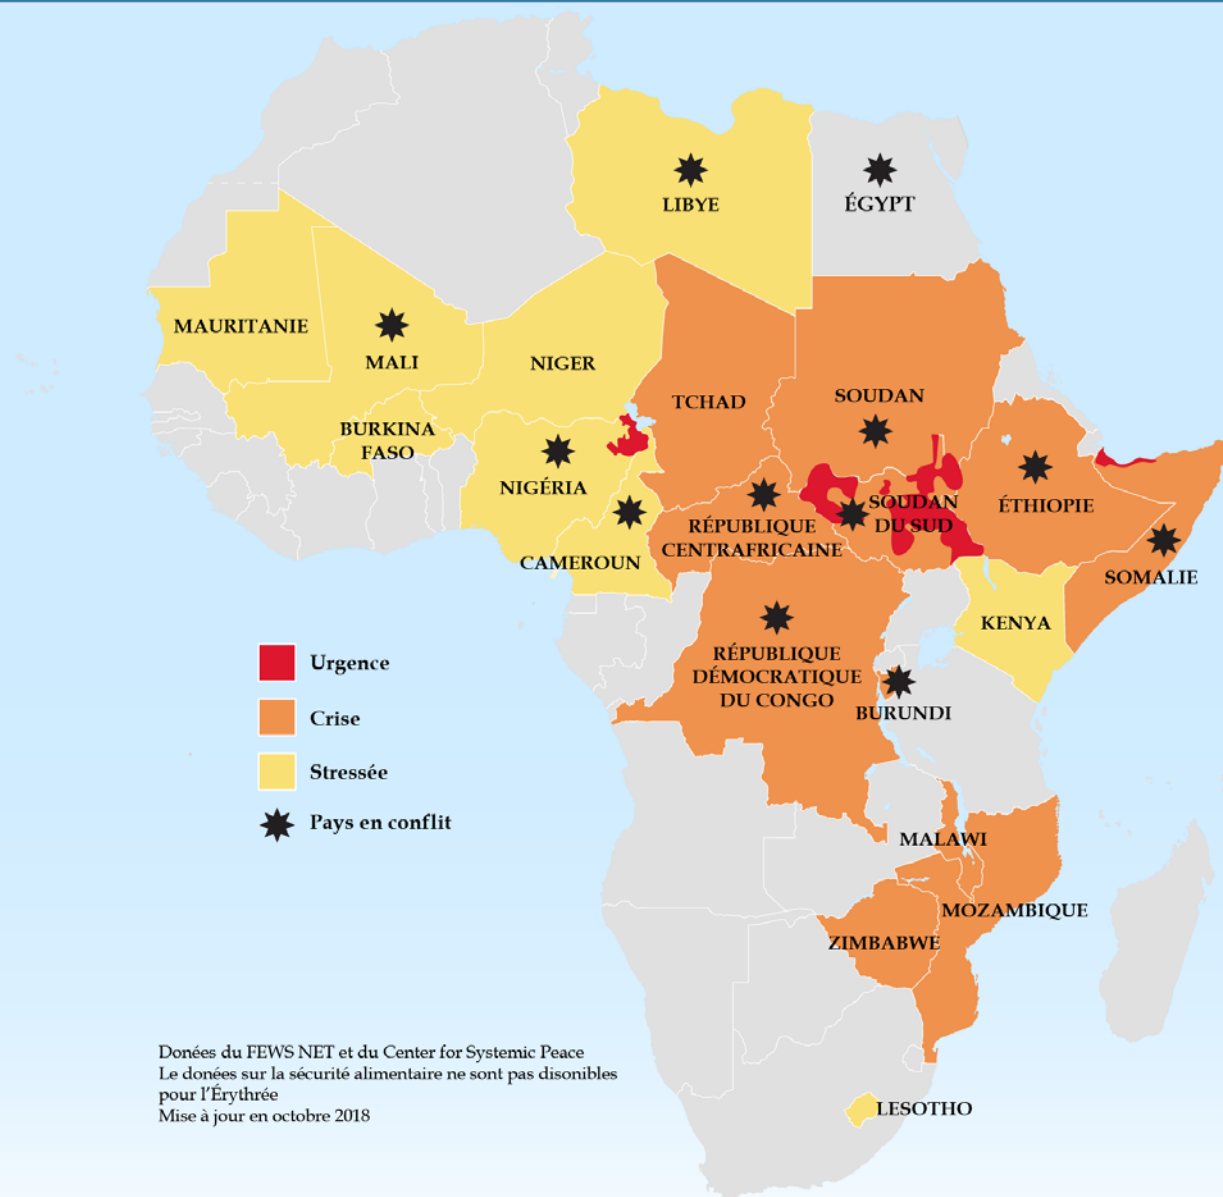 LIBYE
ÉGYPT
MAURITANIE
MALI
NIGER
TCHAD
SOUDAN
BURKINA
FASO
NIGÉRIA
SOUDAN
DU SUD
ÉTHIOPIE
RÉPUBLIQUE
CENTRAFRICAINE
CAMEROUN
SOMALIE
KENYA
RÉPUBLIQUE
DÉMOCRATIQUE
DU CONGO
BURUNDI
Urgence
Crise
Stressée
Pays en conflit
MALAWI
MOZAMBIQUE
ZIMBABWE
LESOTHO
Donées du FEWS NET et du Center for Systemic Peace
Le donées sur la sécurité alimentaire ne sont pas disonibles
pour l'Érythrée
Mise à jour en octobre 2018